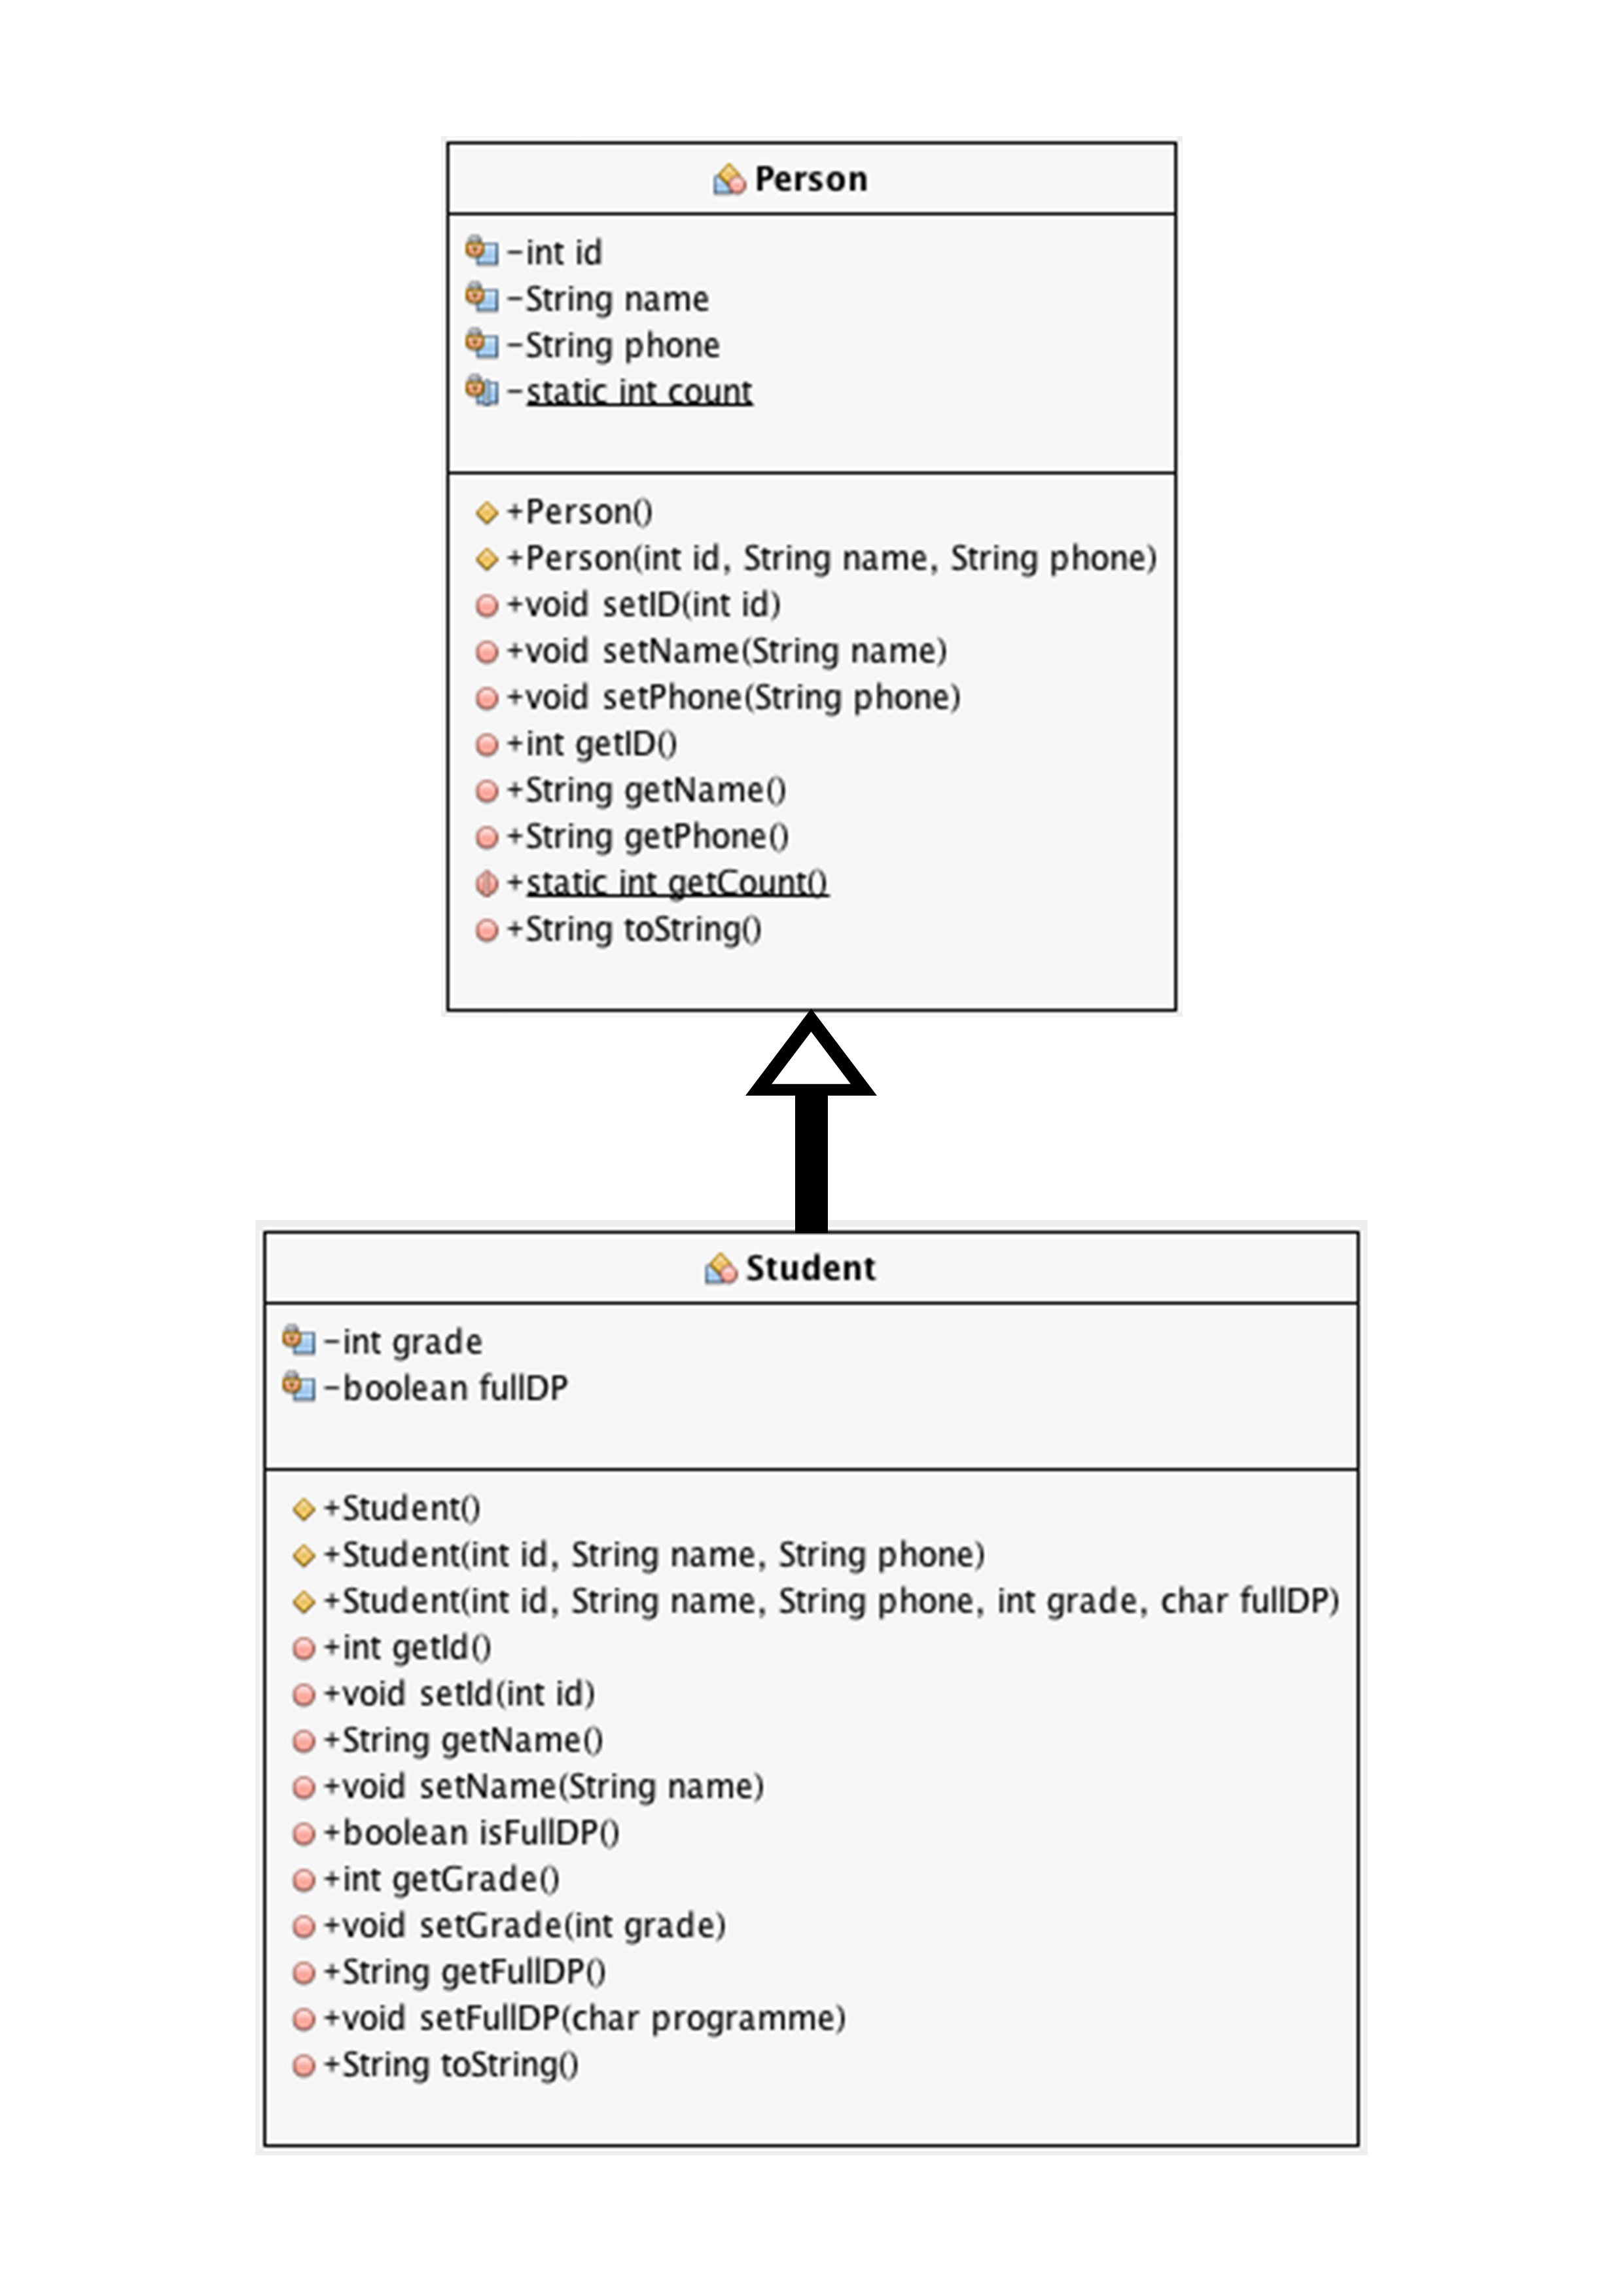 Person
-int id
-String name
-String phone
-static int count
+Person()
+Person(int id, String name, String phone)
+void setID(int id)
+void setName(String name)
+void setPhone(String phone)
+int getID()
+String getName()
+String getPhone()
+static int getCount()
+String toString()
Student
-int grade
-boolean fullDP
+Student()
+Student(int id, String name, String phone)
+Student(int id, String name, String phone, int grade, char fullDP)
+int getId()
+void setId(int id)
+String getName()
+void setName(String name)
+boolean isFullDP()
+int getGrade()
+void setGrade(int grade)
+String getFullDP()
+void setFullDP(char programme)
+String toString()